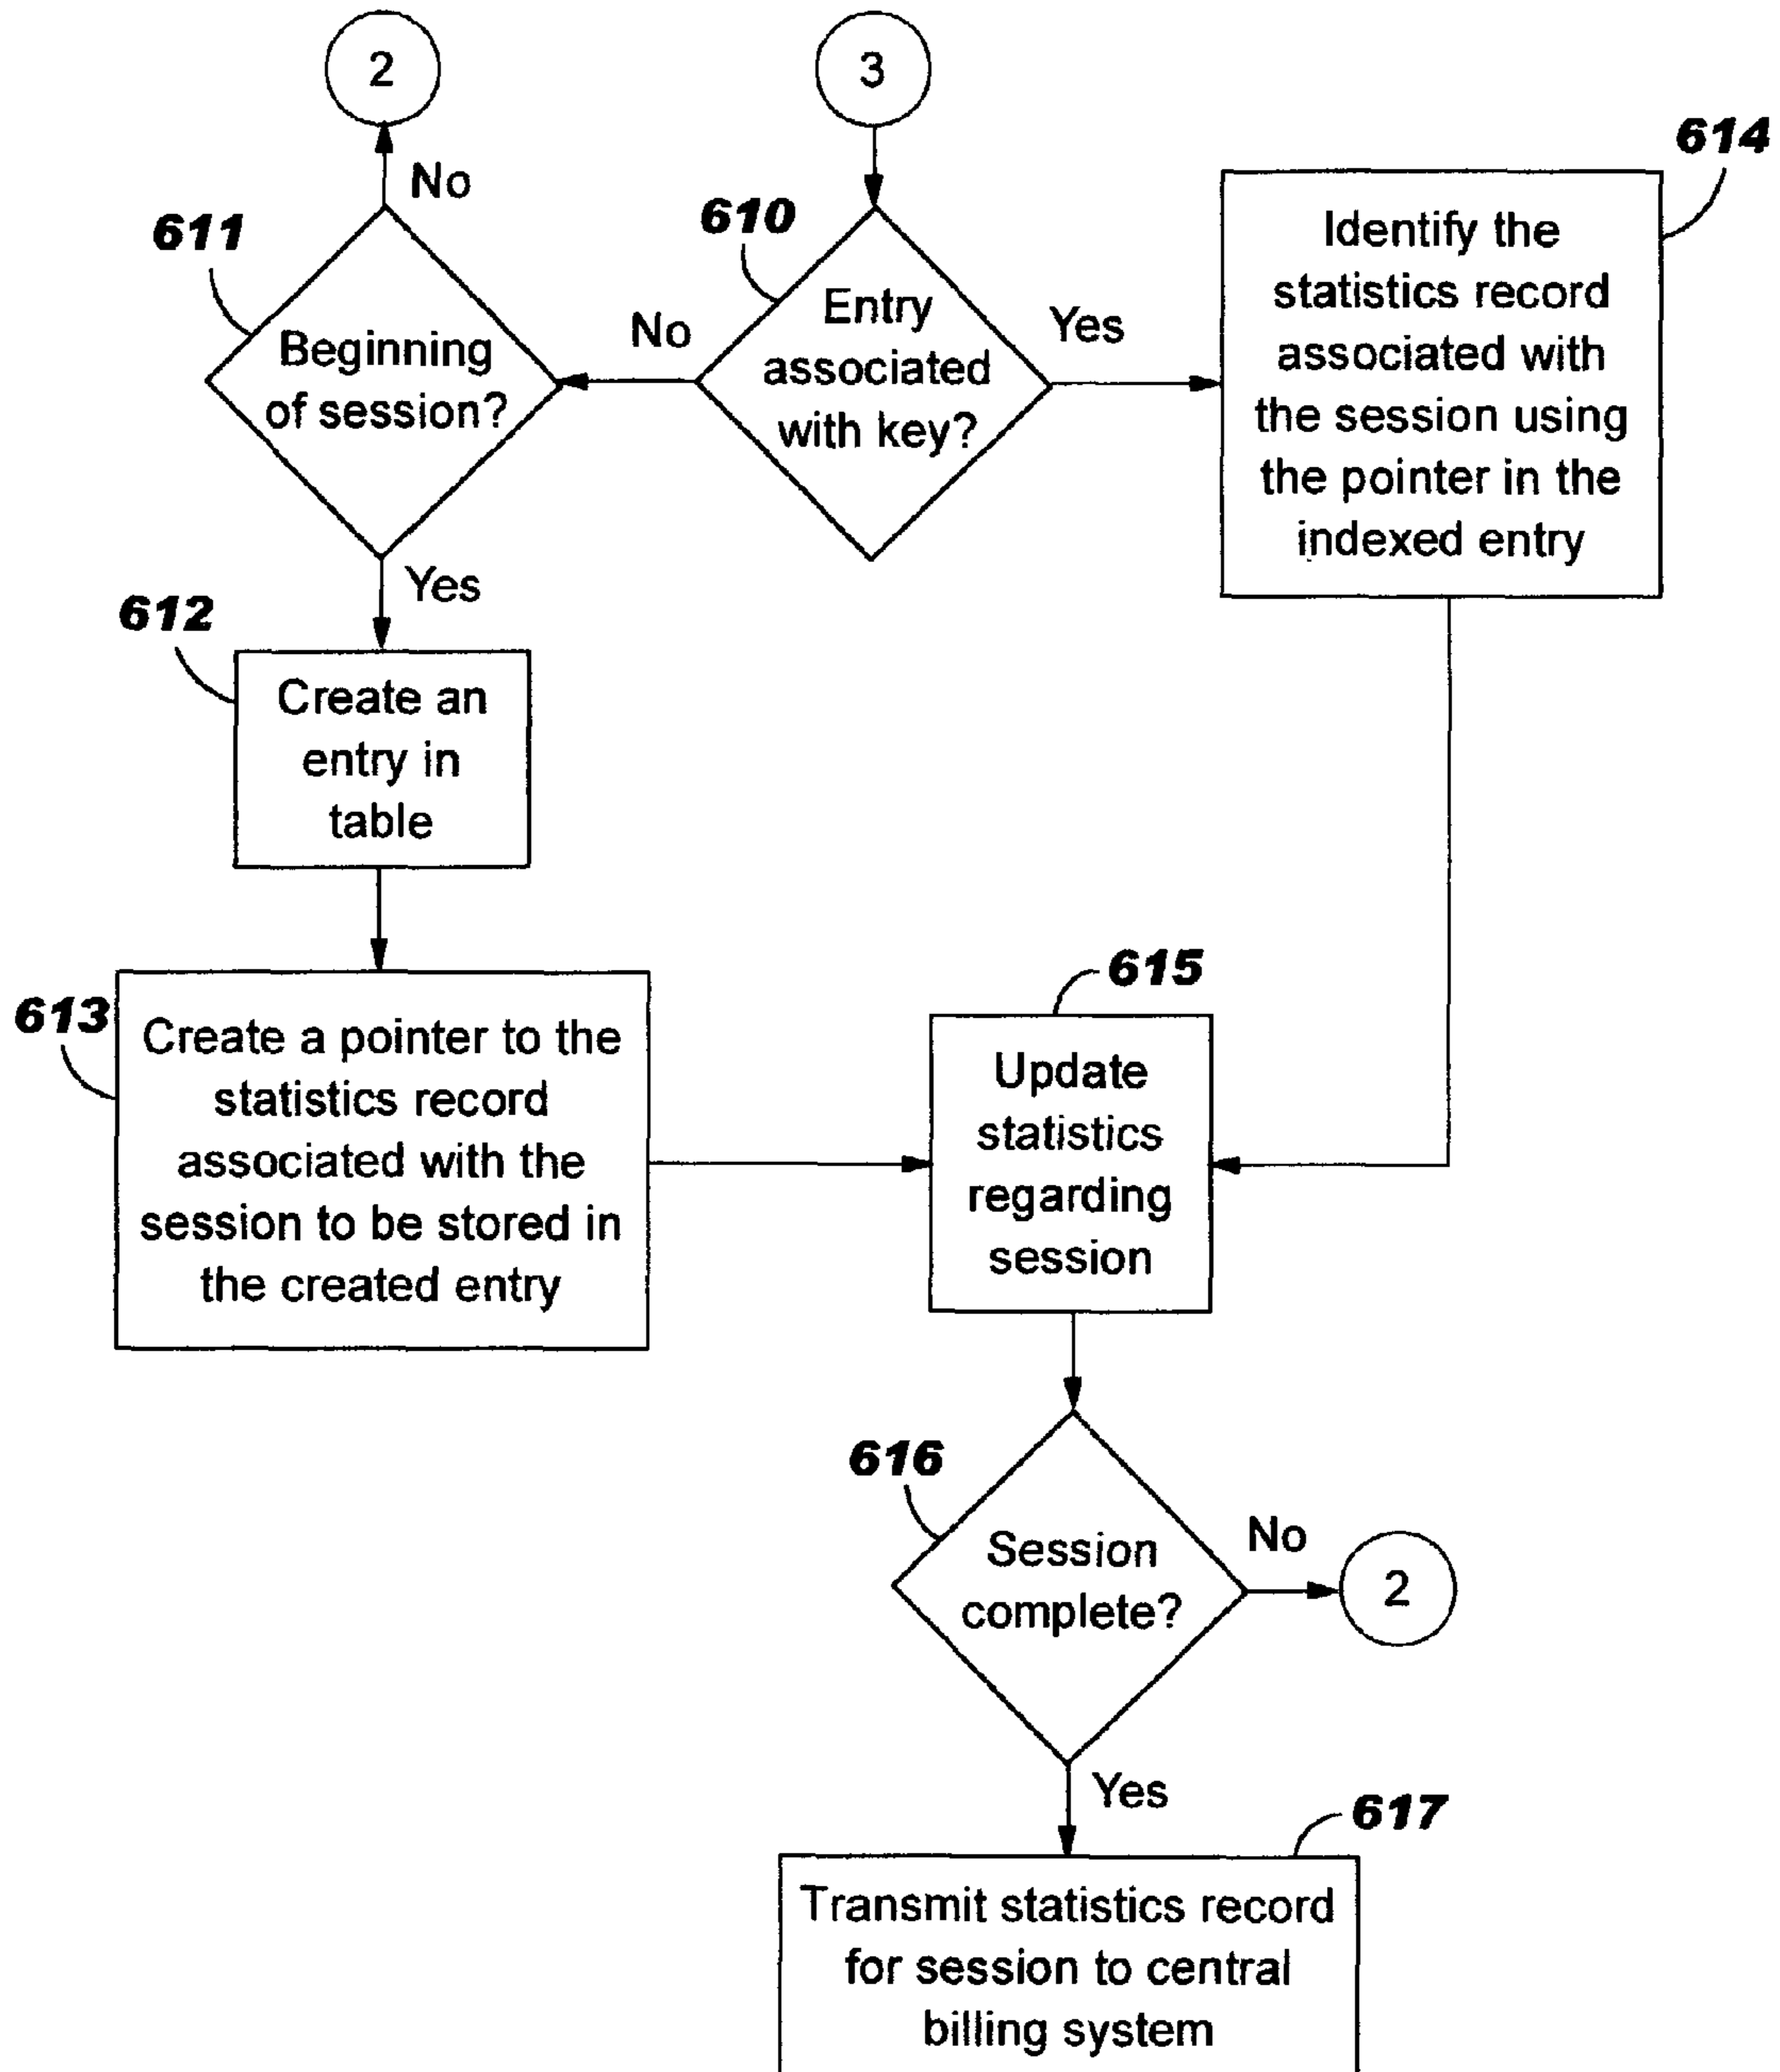 2
3
No
611
Beginning
of session?
No
610
Entry
associated
with key?
Yes
614
Identify the
statistics record
associated with
the session using
the pointer in the
indexed entry
Yes
612
Create an
entry in
table
613
Create a pointer to the
statistics record
associated with the
session to be stored in
the created entry
615
Update
statistics
regarding
session
616
Session
complete?
No
2
Yes
617
Transmit statistics record
for session to central
billing system